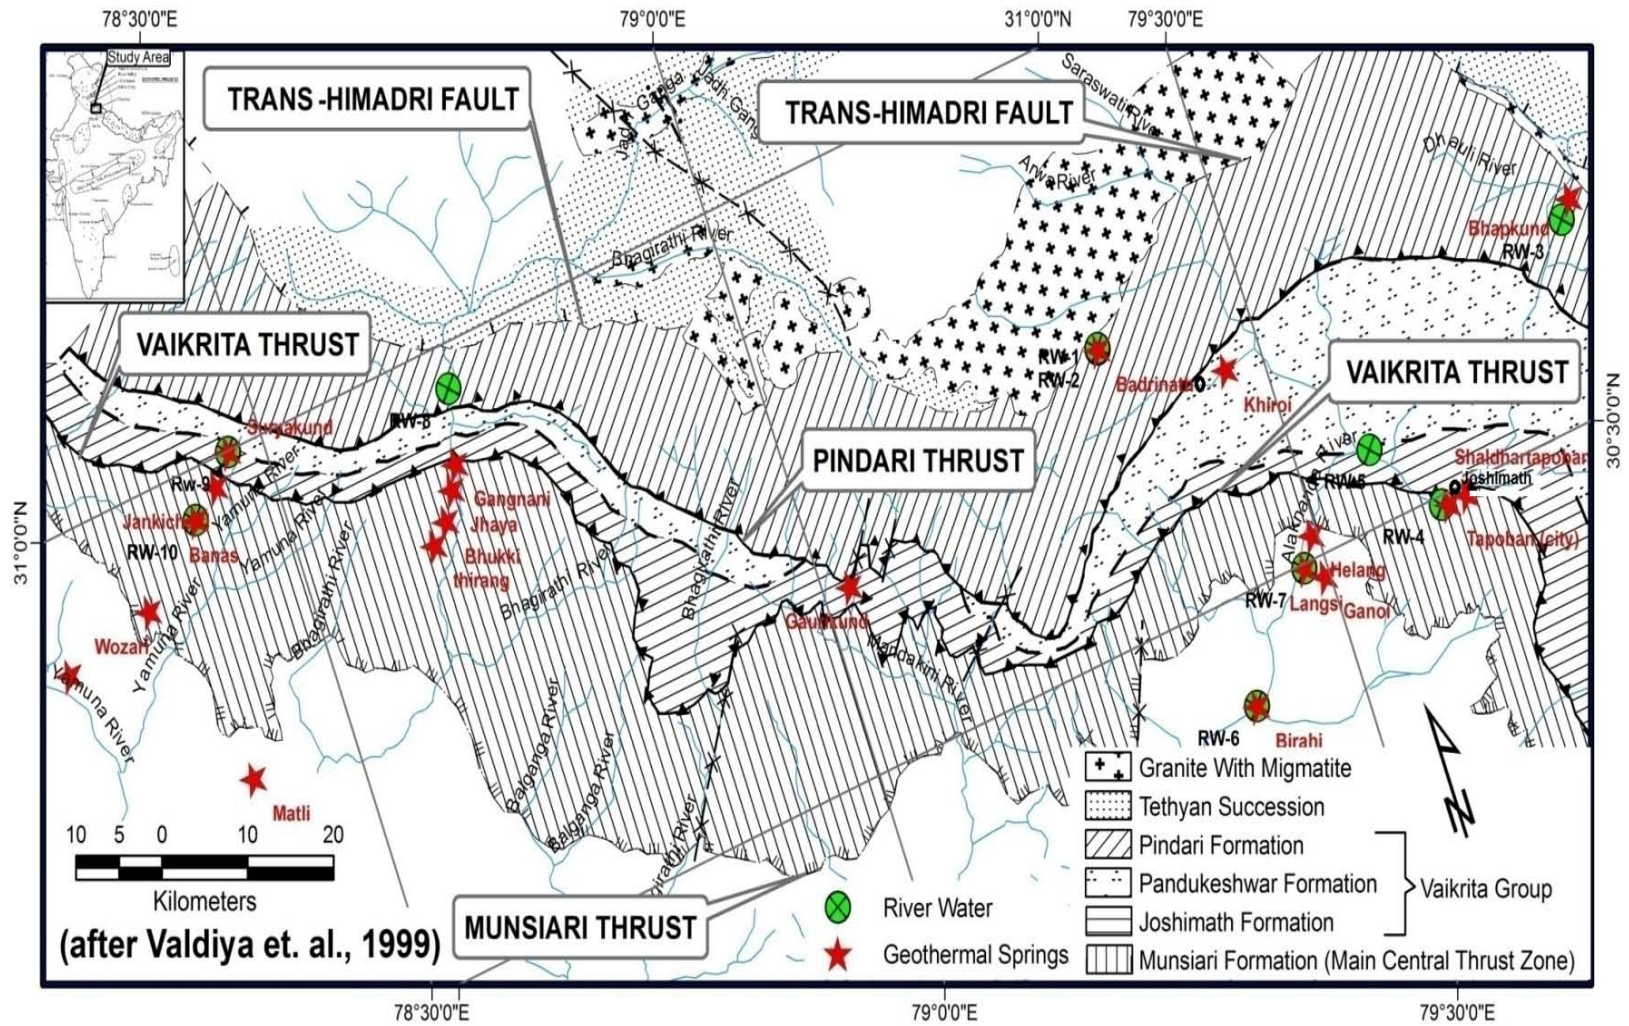 78°30'0"E
79°0'0"E
31°0'0"N
79°30'0"E
Study Area
TRANS -HIMADRI FAULT
TRANS-HIMADRI FAULT
Jadh Ganga
Saraswati River
Arwa River
Dhauli River
Bhagirathi River
Bhapkund
RW-3
VAIKRITA THRUST
VAIKRITA THRUST
RW-1
RW-2
Badrinath
Khiroi
30°30'0"N
RW-8
Suryakund
PINDARI THRUST
River
RW-5
Shaldhartapoban
Joshimath
Rw-9
Yamuna River
Gangnani
Jankichatti
Jhaya
RW-4
Tapoban (city)
31°0'0"N
RW-10
Banas
Yamuna River
Bhagirathi River
Bhukki
thirang
Bhagirathi River
Bhagirathi River
Alaknanda
Helang
RW-7
Langsi
Ganoi
Gaurikund
Mandakini River
Wozari
Yamuna River
Bhagirathi River
Yamuna River
Balganga River
Balganga River
RW-6
Birahi
Matli
N
10 5 0 10 20
Kilometers
(after Valdiya et. al., 1999)
MUNSIARI THRUST
River Water
Geothermal Springs
Granite With Migmatite
Tethyan Succession
Pindari Formation
Pandukeshwar Formation
Vaikrita Group
Joshimath Formation
Munsiari Formation (Main Central Thrust Zone)
78°30'0"E
79°0'0"E
79°30'0"E